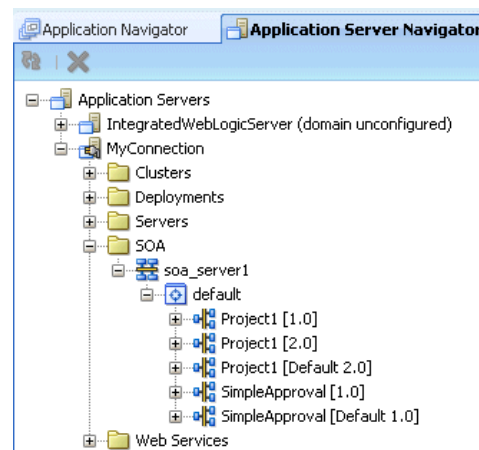 Application Navigator
Application Server Navigator
Application Servers
IntegratedWebLogicServer (domain unconfigured)
MyConnection
Clusters
Deployments
Servers
SOA
soa_server1
default
Project1 [1.0]
Project1 [2.0]
Project1 [Default 2.0]
SimpleApproval [1.0]
SimpleApproval [Default 1.0]
Web Services